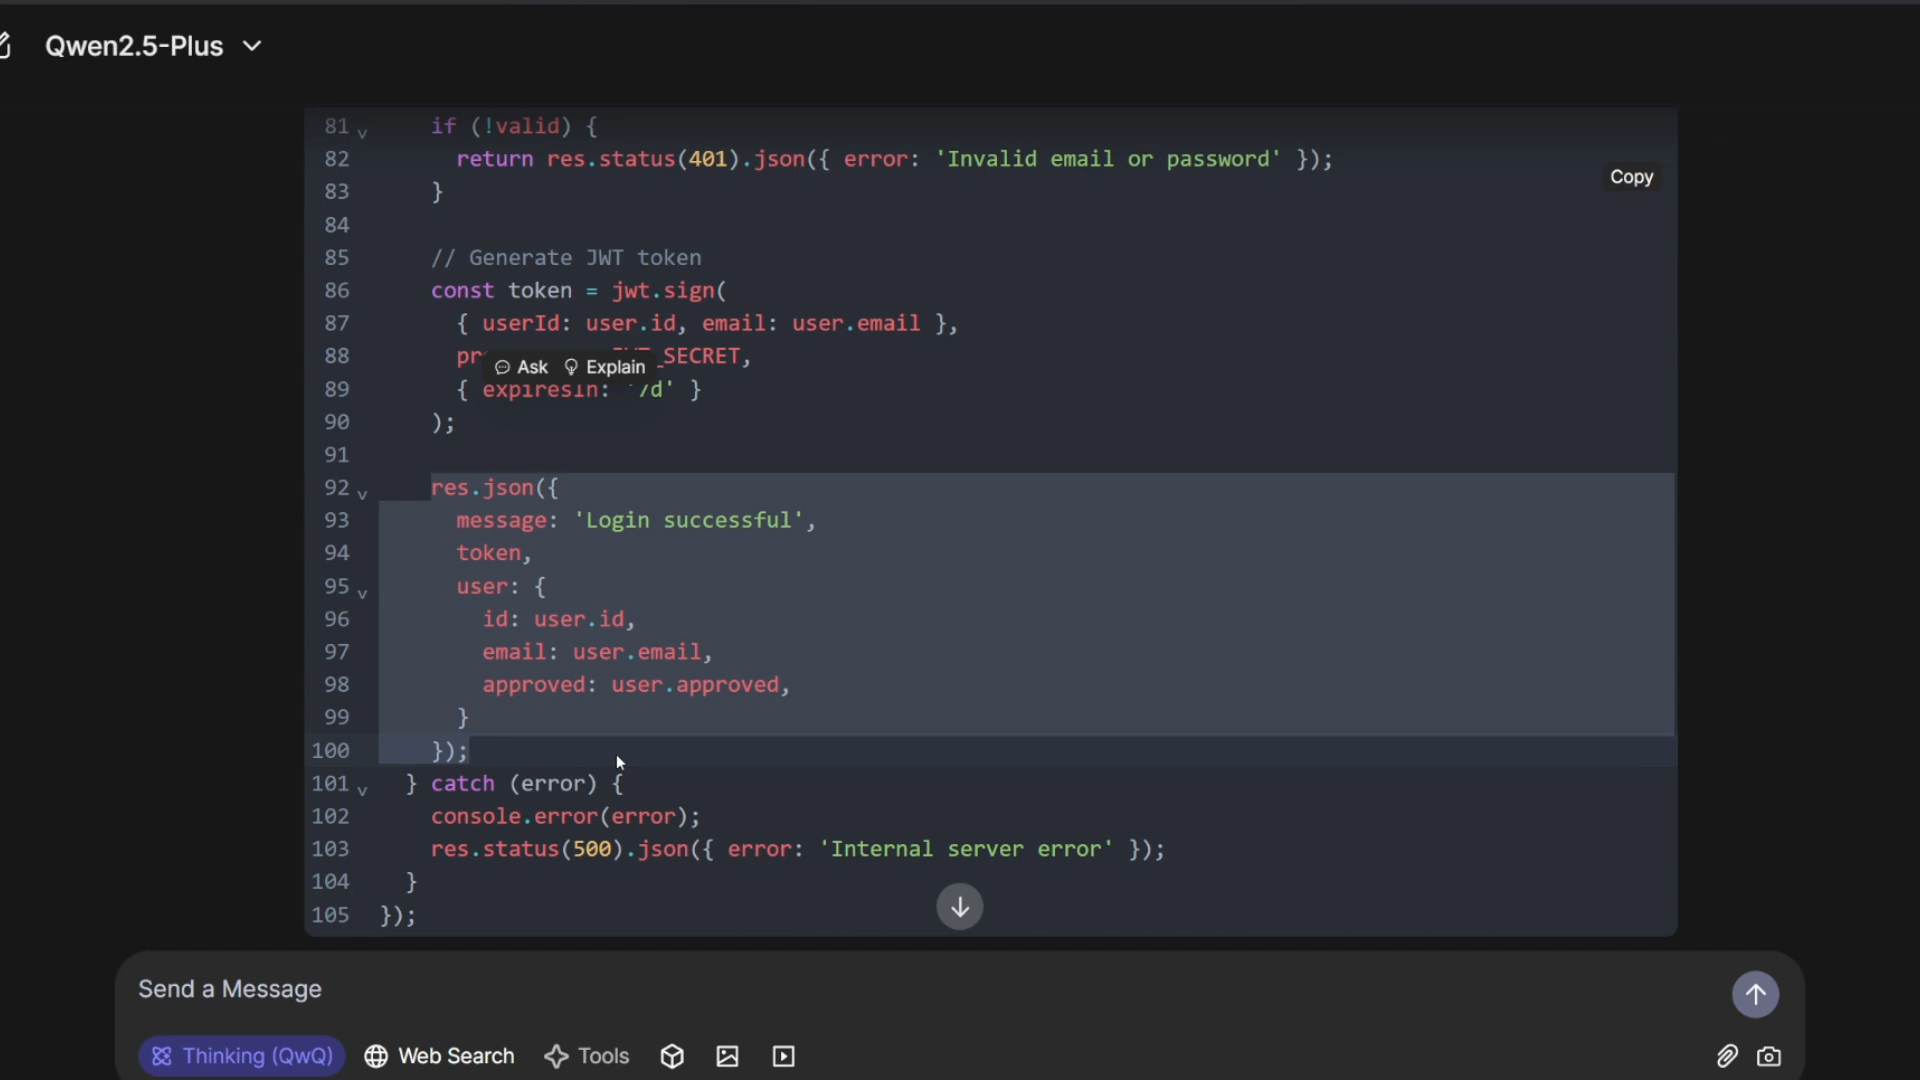 Qwen2.5-Plus
81 if (!valid) {
82 return res.status(401).json({ error: 'Invalid email or password' });
Copy
83 }
84
85 // Generate JWT token
86 const token = jwt.sign(
87 { userId: user.id, email: user.email },
88 _SECRET,
Ask Explain
89 { expiresIn: '7d' }
90 );
91
92 res.json({
93 message: 'Login successful',
94 token,
95 user: {
96 id: user.id,
97 email: user.email,
98 approved: user.approved,
99 }
100 });
101 } catch (error) {
102 console.error(error);
103 res.status(500).json({ error: 'Internal server error' });
104 }
105 });
Send a Message
Thinking (QwQ) Web Search Tools